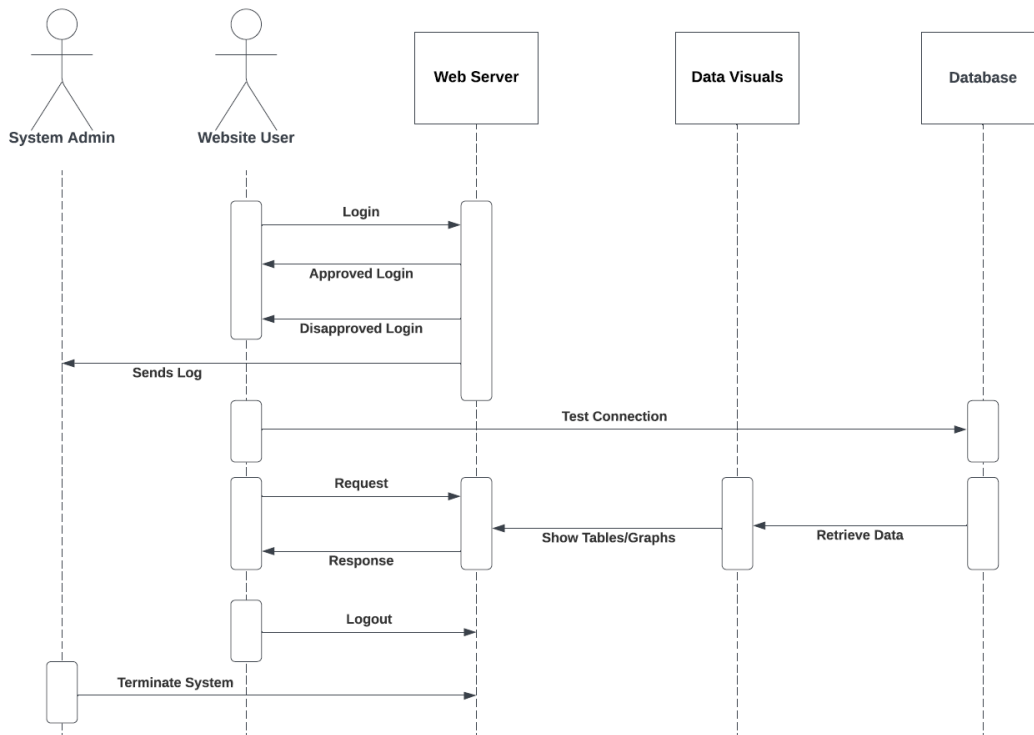 Web Server
Data Visuals
Database
System Admin
Website User
Login
Approved Login
Disapproved Login
Sends Log
Test Connection
Request
Show Tables/Graphs
Retrieve Data
Response
Logout
Terminate System